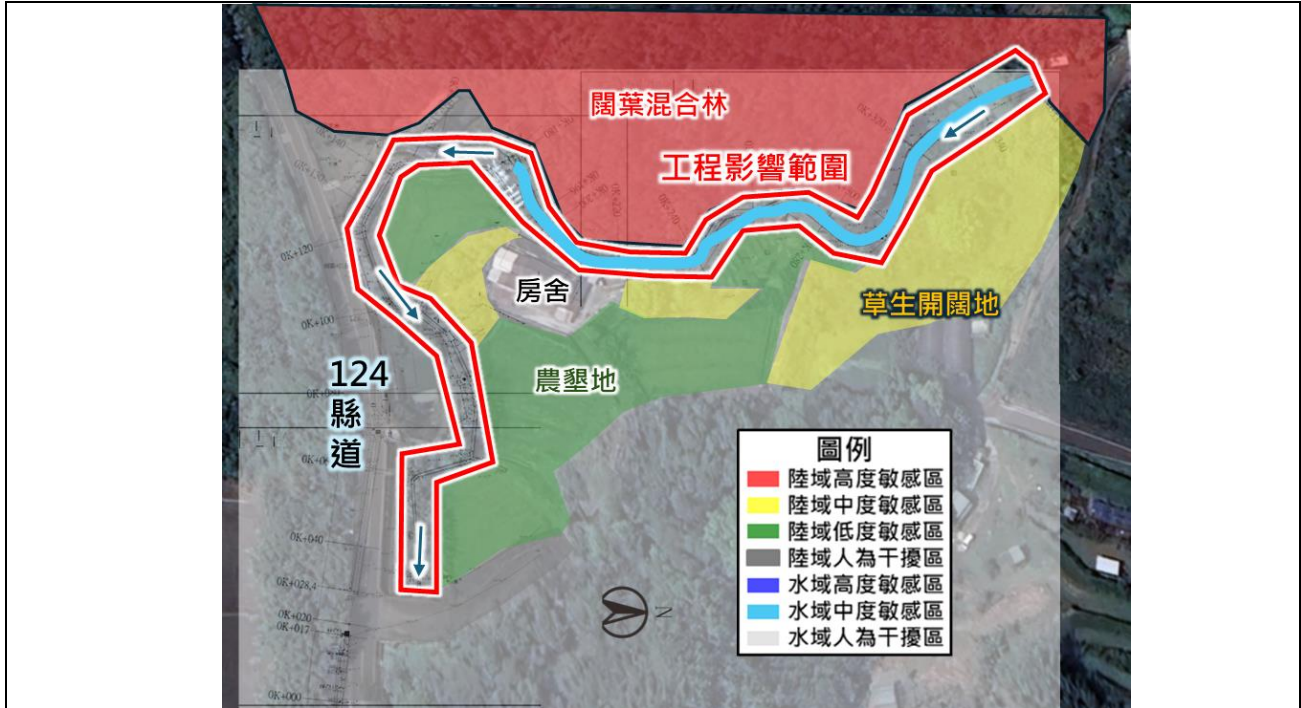 闊葉混合林
工程影響範圍
0K+120
房舍
草生開闊地
0K+100
124
縣
道
農墾地
圖例
陸域高度敏感區
陸域中度敏感區
陸域低度敏感區
陸域人為干擾區
水域高度敏感區
水域中度敏感區
水域人為干擾區
0K+040
0K+028.4
0K+020
0K+017
N
0K+000